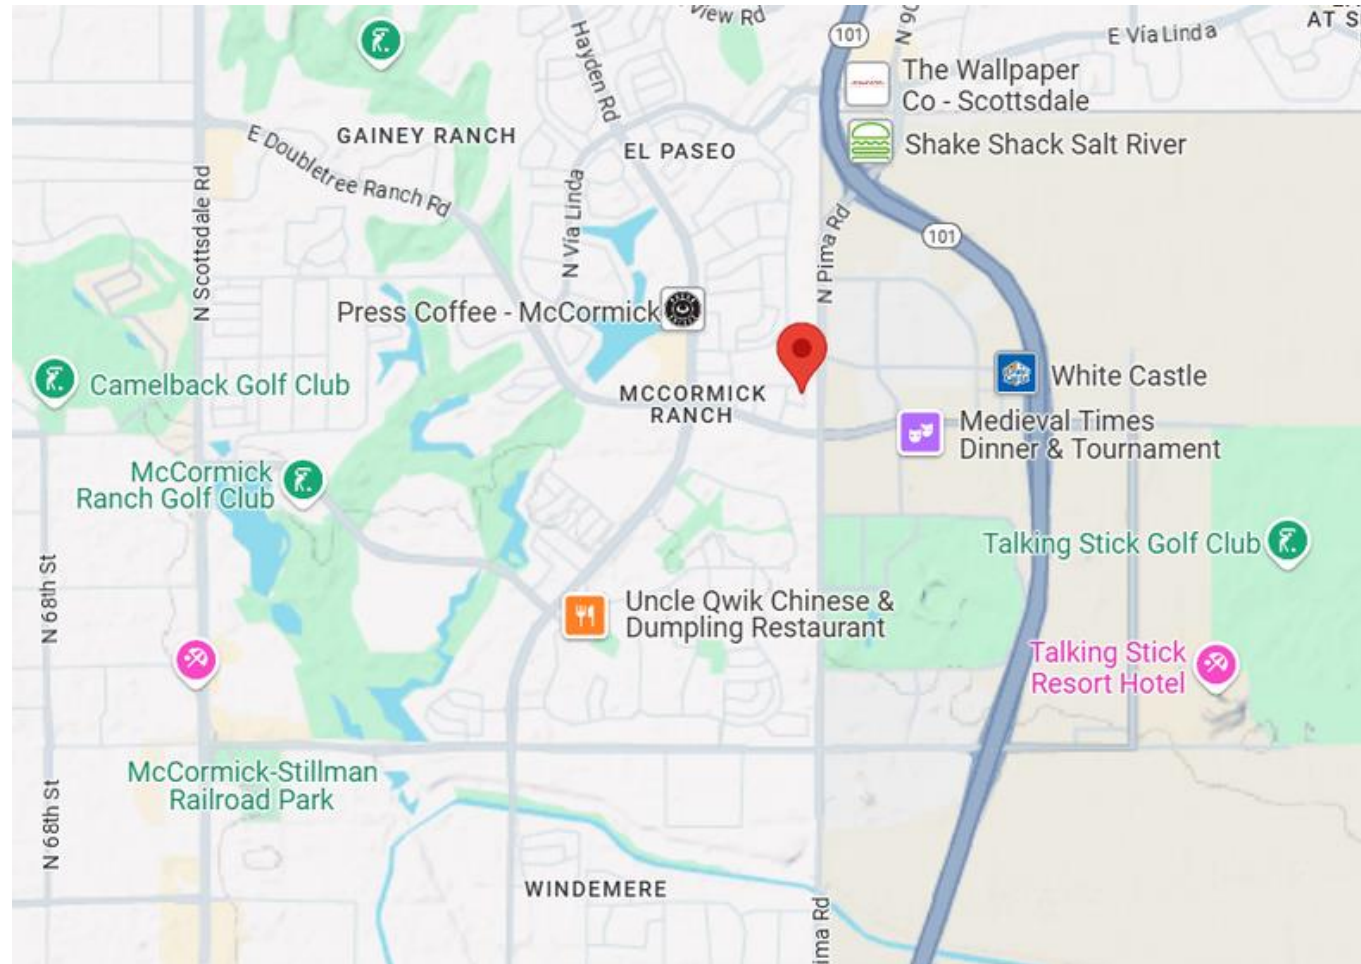 View Rd
101
N 90
E Vía Linda
AT S
The Wallpaper
Co - Scottsdale
Hayden Rd
E Doubletree Ranch Rd
GAINEY RANCH
EL PASEO
Shake Shack Salt River
N Scottsdale Rd
N Vía Linda
N Pima Rd
101
Press Coffee - McCormick
Camelback Golf Club
MCCORMICK
RANCH
White Castle
Medieval Times
Dinner & Tournament
McCormick
Ranch Golf Club
Talking Stick Golf Club
N 68th St
Uncle Qwik Chinese &
Dumpling Restaurant
Talking Stick
Resort Hotel
McCormick-Stillman
Railroad Park
N 68th St
WINDEMERE
ima Rd